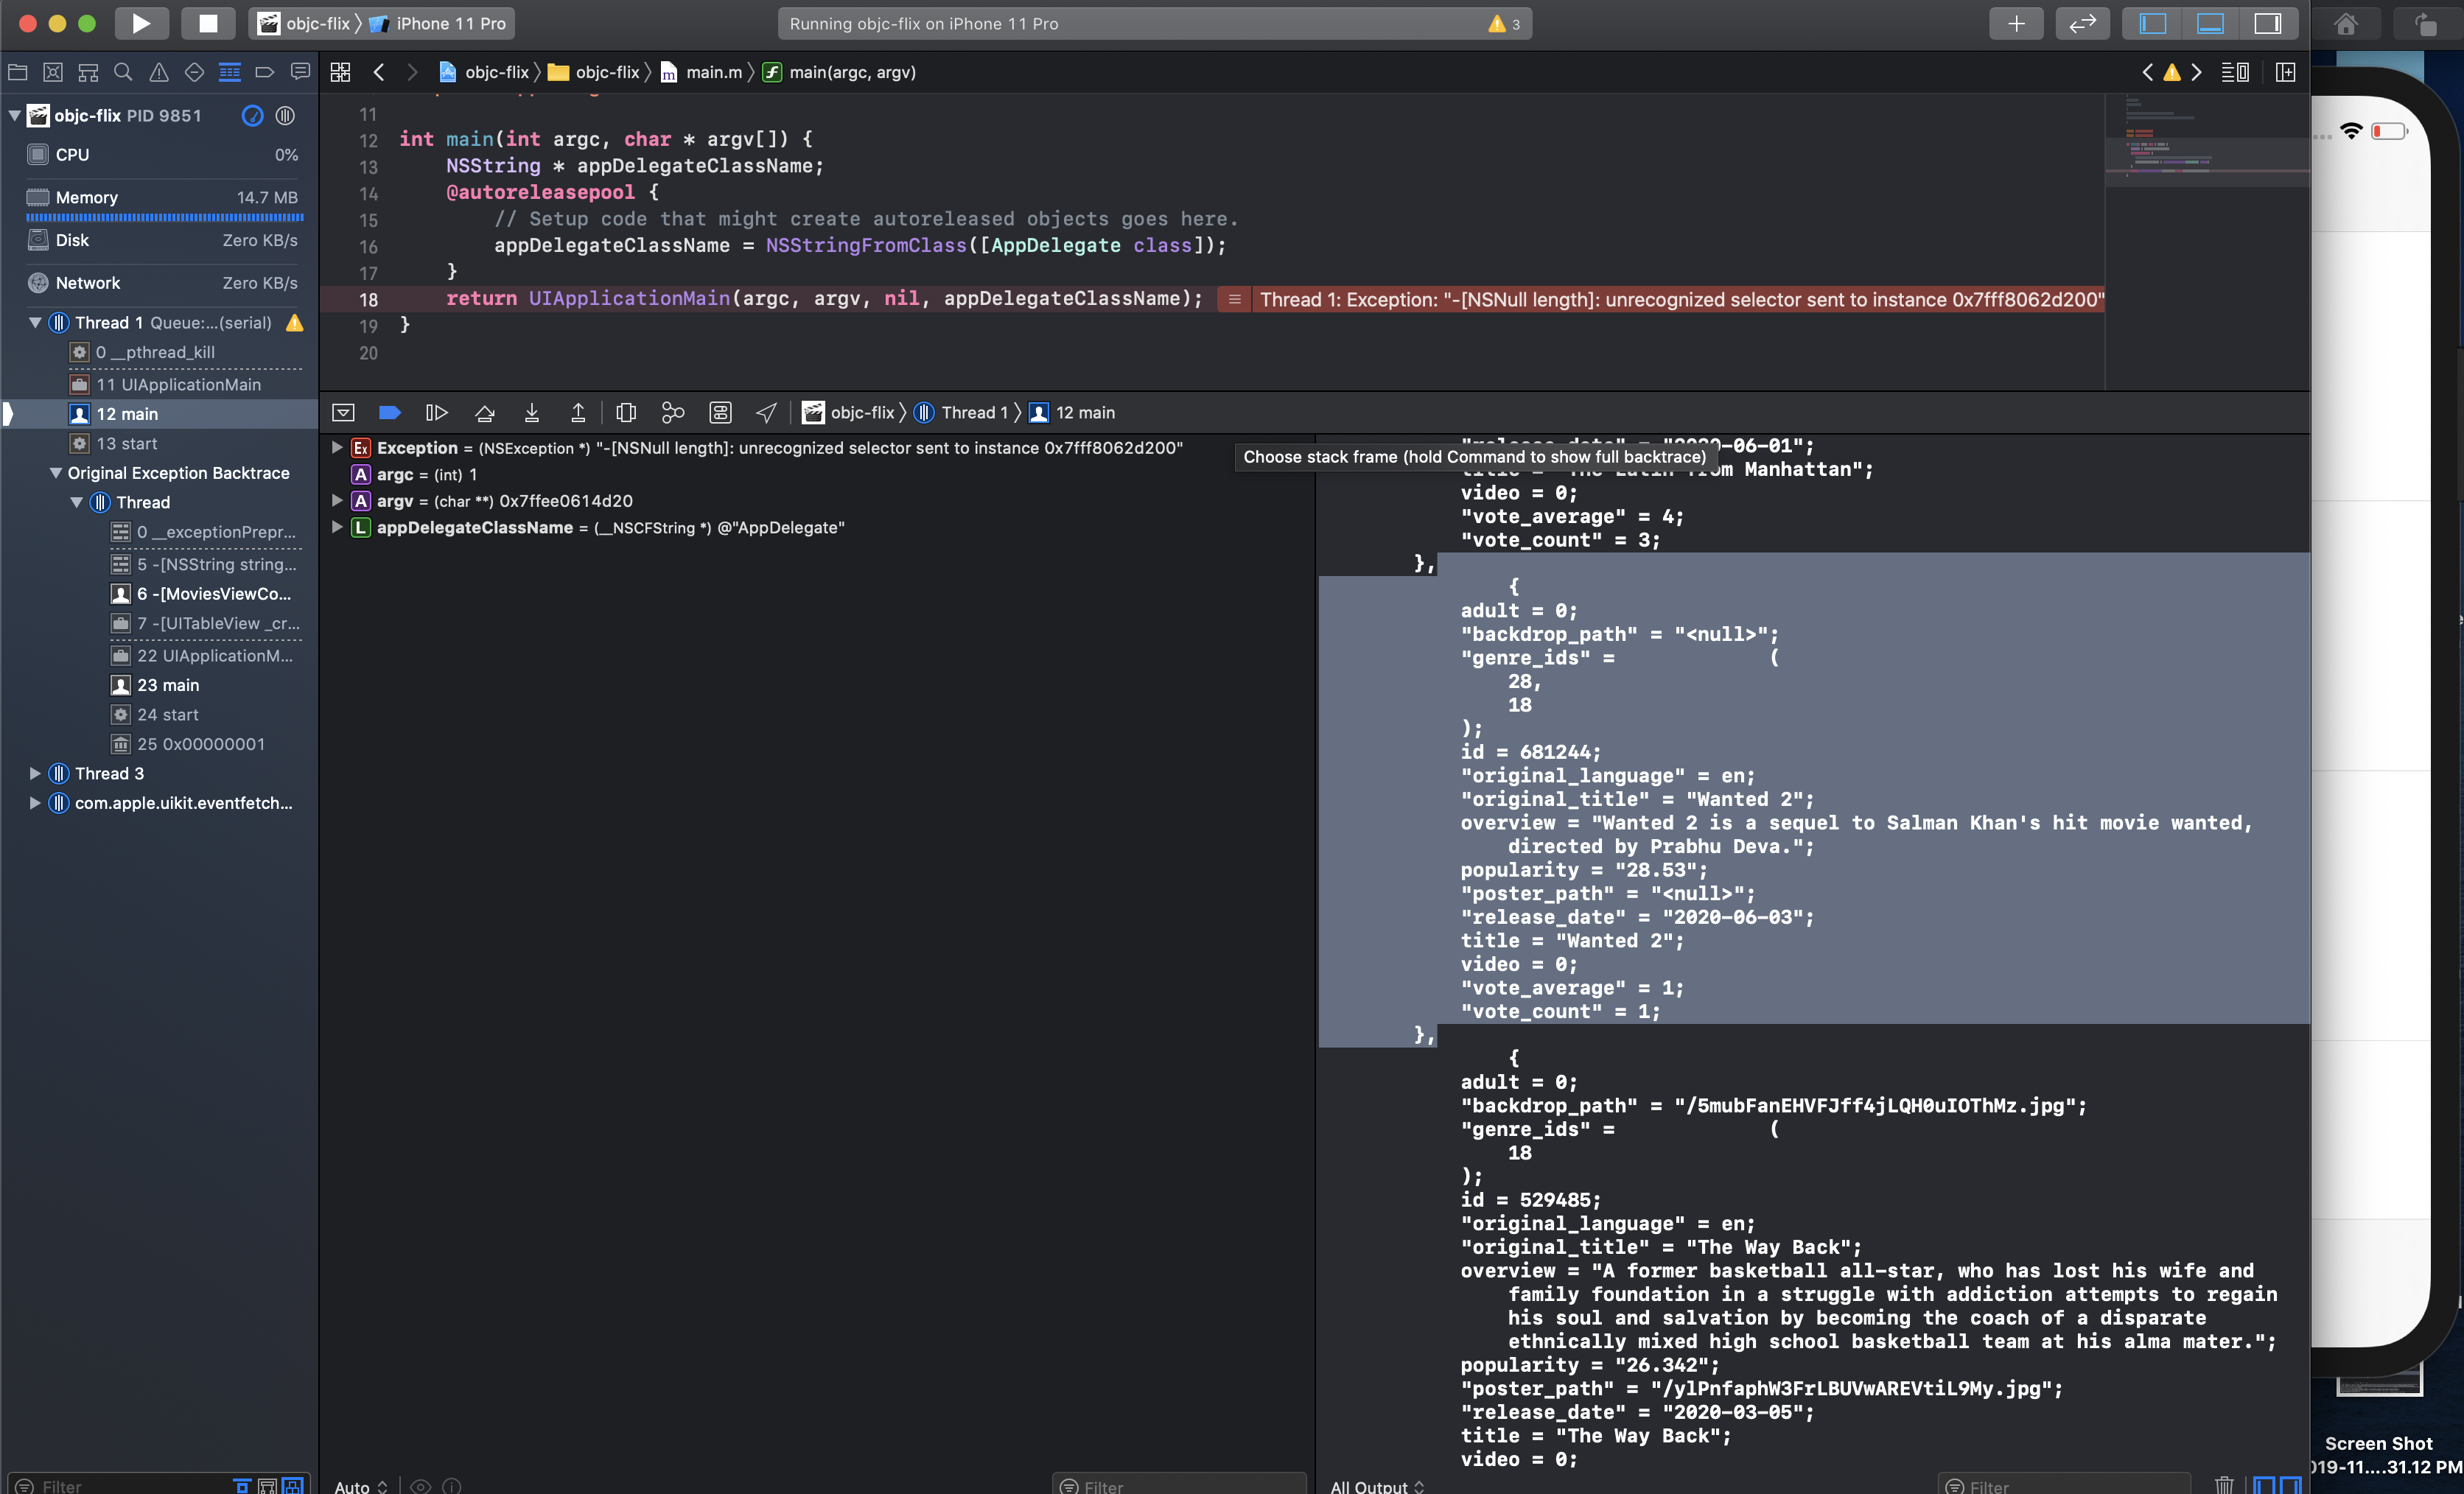 objc-flix
iPhone 11 Pro
Running objc-flix on iPhone 11 Pro
3
objc-flix
objc-flix
main.m
main(argc, argv)
objc-flix PID 9851
CPU 0%
Memory 14.7 MB
Disk Zero KB/s
Network Zero KB/s
Thread 1 Queue:...(serial)
0 __pthread_kill
11 UIApplicationMain
12 main
13 start
Original Exception Backtrace
Thread
0 __exceptionPrepr...
5 -[NSString string...
6 -[MoviesViewCo...
7 -[UITableView _cr...
22 UIApplicationM...
23 main
24 start
25 0x00000001
Thread 3
com.apple.uikit.eventfetch...
Filter
11
12 int main(int argc, char * argv[]) {
13 NSString * appDelegateClassName;
14 @autoreleasepool {
15 // Setup code that might create autoreleased objects goes here.
16 appDelegateClassName = NSStringFromClass([AppDelegate class]);
17 }
18 return UIApplicationMain(argc, argv, nil, appDelegateClassName);
Thread 1: Exception: "-[NSNull length]: unrecognized selector sent to instance 0x7fff8062d200"
19 }
20
objc-flix
Thread 1
12 main
Ex Exception = (NSException *) "-[NSNull length]: unrecognized selector sent to instance 0x7fff8062d200"
A argc = (int) 1
A argv = (char **) 0x7ffee0614d20
L appDelegateClassName = (__NSCFString *) @"AppDelegate"
Auto
Filter
Choose stack frame (hold Command to show full backtrace)
-06-01";
Manhattan";
video = 0;
"vote_average" = 4;
"vote_count" = 3;
},
{
adult = 0;
"backdrop_path" = "<null>";
"genre_ids" = (
28,
18
);
id = 681244;
"original_language" = en;
"original_title" = "Wanted 2";
overview = "Wanted 2 is a sequel to Salman Khan's hit movie wanted,
directed by Prabhu Deva.";
popularity = "28.53";
"poster_path" = "<null>";
"release_date" = "2020-06-03";
title = "Wanted 2";
video = 0;
"vote_average" = 1;
"vote_count" = 1;
},
{
adult = 0;
"backdrop_path" = "/5mubFanEHVFJff4jLQH0uIOThMz.jpg";
"genre_ids" = (
18
);
id = 529485;
"original_language" = en;
"original_title" = "The Way Back";
overview = "A former basketball all-star, who has lost his wife and
family foundation in a struggle with addiction attempts to regain
his soul and salvation by becoming the coach of a disparate
ethnically mixed high school basketball team at his alma mater.";
popularity = "26.342";
"poster_path" = "/ylPnfaphW3FrLBUVwAREVtiL9My.jpg";
"release_date" = "2020-03-05";
title = "The Way Back";
video = 0;
All Output
Filter
Screen Shot
019-11....31.12 PM